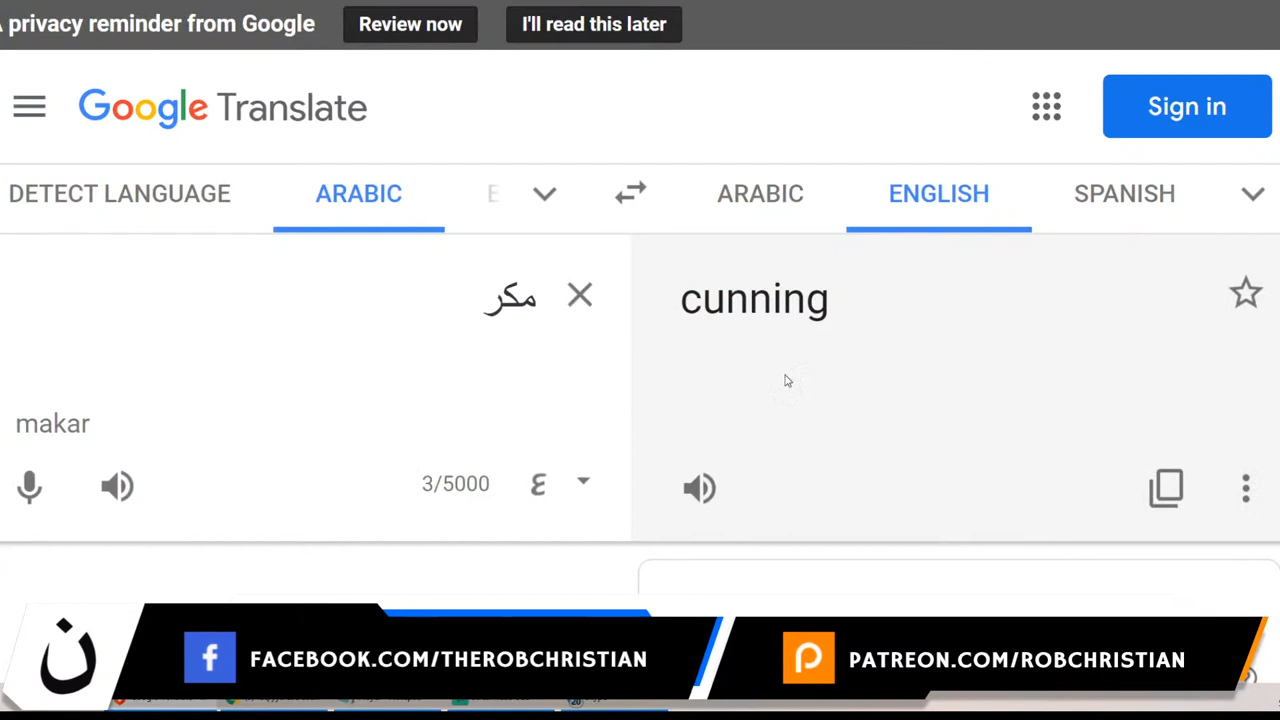 A privacy reminder from Google Review now I'll read this later
Google Translate Sign in
DETECT LANGUAGE ARABIC ARABIC ENGLISH SPANISH
مكر
cunning
makar
3/5000 ع
ن
f FACEBOOK.COM/THEROBCHRISTIAN PATREON.COM/ROBCHRISTIAN